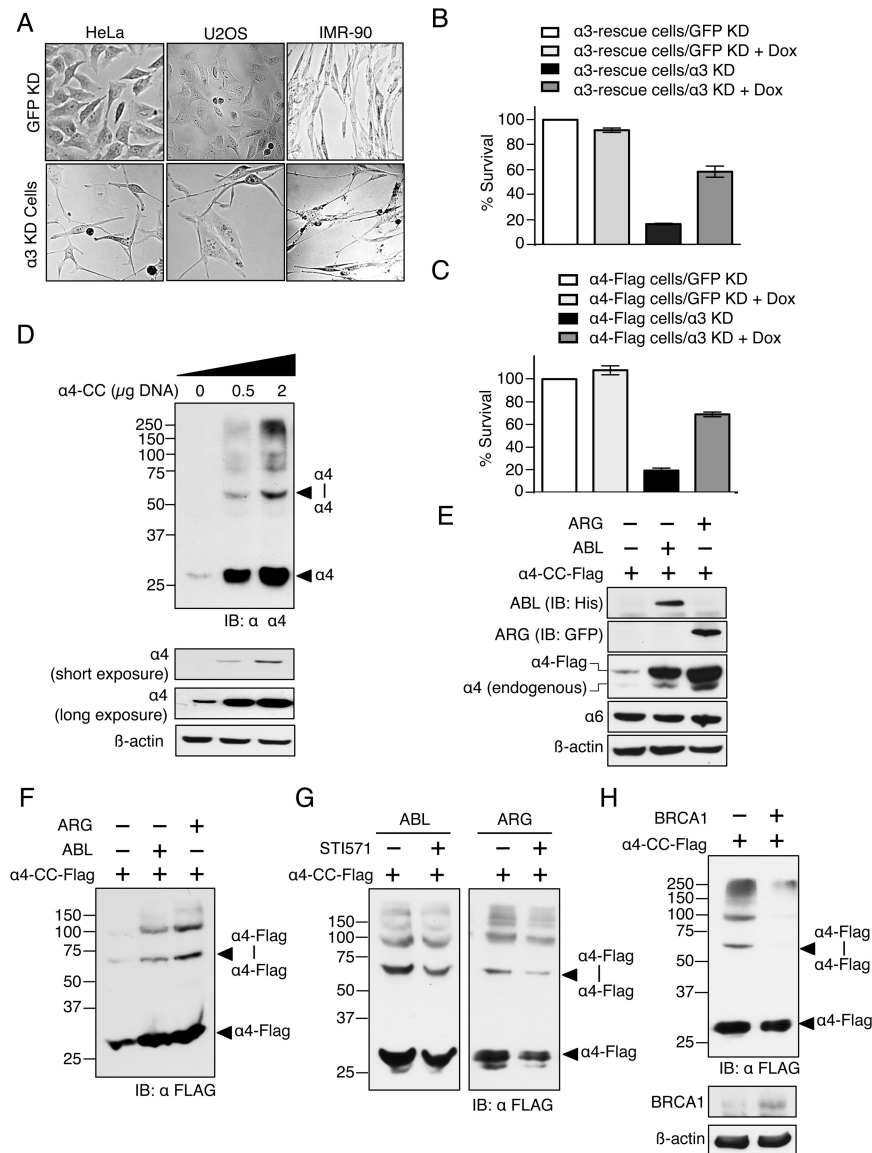 A
HeLa
U2OS
IMR-90
GFP KD
α3 KD Cells
B
α3-rescue cells/GFP KD
α3-rescue cells/GFP KD + Dox
α3-rescue cells/α3 KD
α3-rescue cells/α3 KD + Dox
% Survival
100
80
60
40
20
0
C
α4-Flag cells/GFP KD
α4-Flag cells/GFP KD + Dox
α4-Flag cells/α3 KD
α4-Flag cells/α3 KD + Dox
% Survival
100
80
60
40
20
0
D
α4-CC (µg DNA) 0 0.5 2
250
150
100
75
50
37
25
α4
α4
α4
IB: α α4
α4
(short exposure)
α4
(long exposure)
ß-actin
E
ARG − − +
ABL − + −
α4-CC-Flag + + +
ABL (IB: His)
ARG (IB: GFP)
α4-Flag
α4 (endogenous)
α6
ß-actin
F
ARG − − +
ABL − + −
α4-CC-Flag + + +
150
100
75
50
37
25
α4-Flag
α4-Flag
α4-Flag
IB: α FLAG
G
ABL ARG
STI571 − + − +
α4-CC-Flag + + + +
150
100
75
50
37
25
α4-Flag
α4-Flag
α4-Flag
IB: α FLAG
H
BRCA1 − +
α4-CC-Flag + +
250
150
100
75
50
37
25
α4-Flag
α4-Flag
α4-Flag
IB: α FLAG
BRCA1
ß-actin